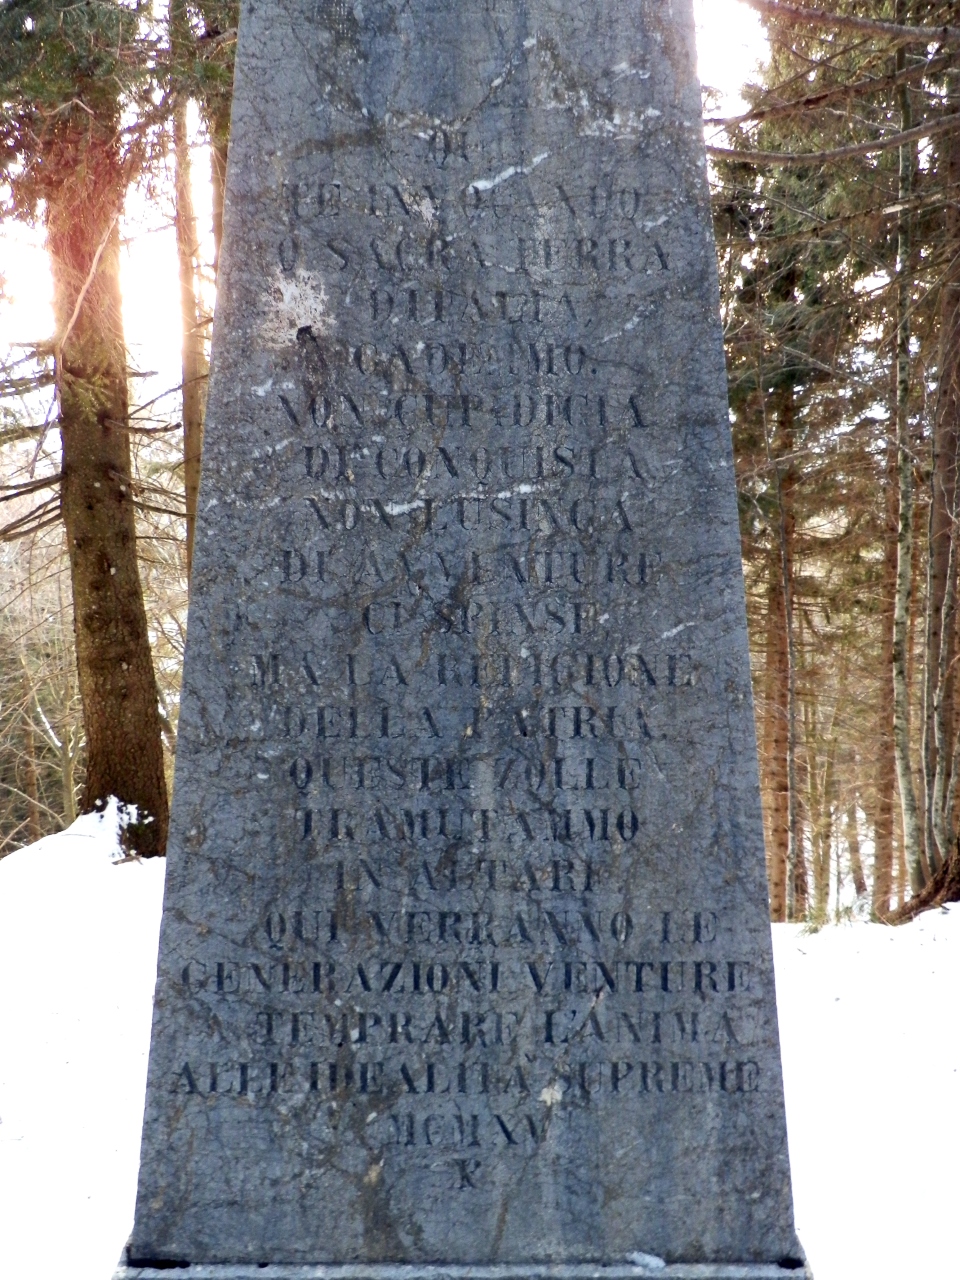 DI
TE INVOCANDO
O SACRA TERRA
D'ITALIA,
CADEMMO.
NON CUPIDIGIA
DI CONQUISTA
NON LUSINGA
DI AVVENTURE
CI SPINSE,
MA LA RELIGIONE
DELLA PATRIA.
QUESTE ZOLLE
TRAMUTAMMO
IN ALTARI.
QUI VERRANNO LE
GENERAZIONI VENTURE
TEMPRARE L'ANIMA
ALLE IDEALITÀ SUPREME
MCMXV
K